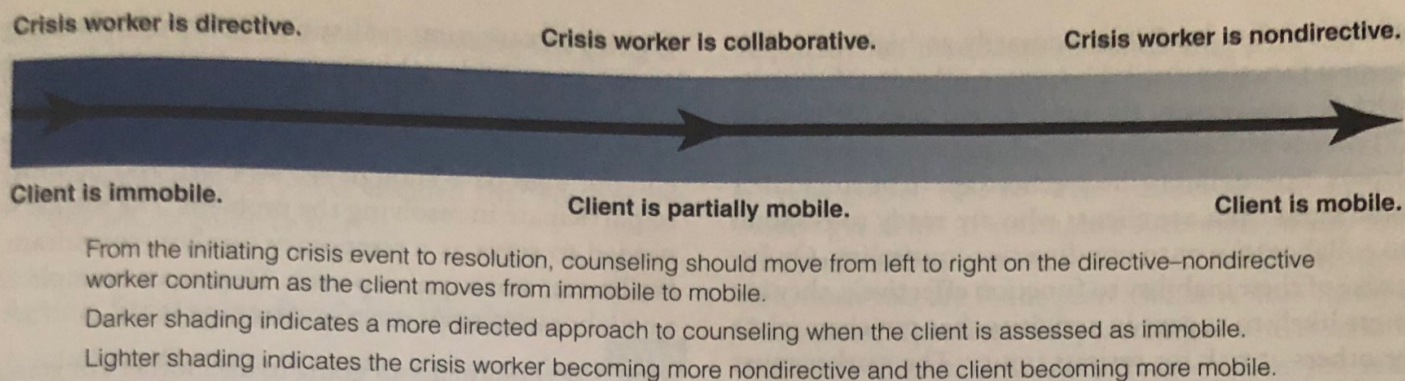 Crisis worker is directive.
Crisis worker is collaborative.
Crisis worker is nondirective.
Client is immobile.
Client is partially mobile.
Client is mobile.
From the initiating crisis event to resolution, counseling should move from left to right on the directive–nondirective
worker continuum as the client moves from immobile to mobile.
Darker shading indicates a more directed approach to counseling when the client is assessed as immobile.
Lighter shading indicates the crisis worker becoming more nondirective and the client becoming more mobile.